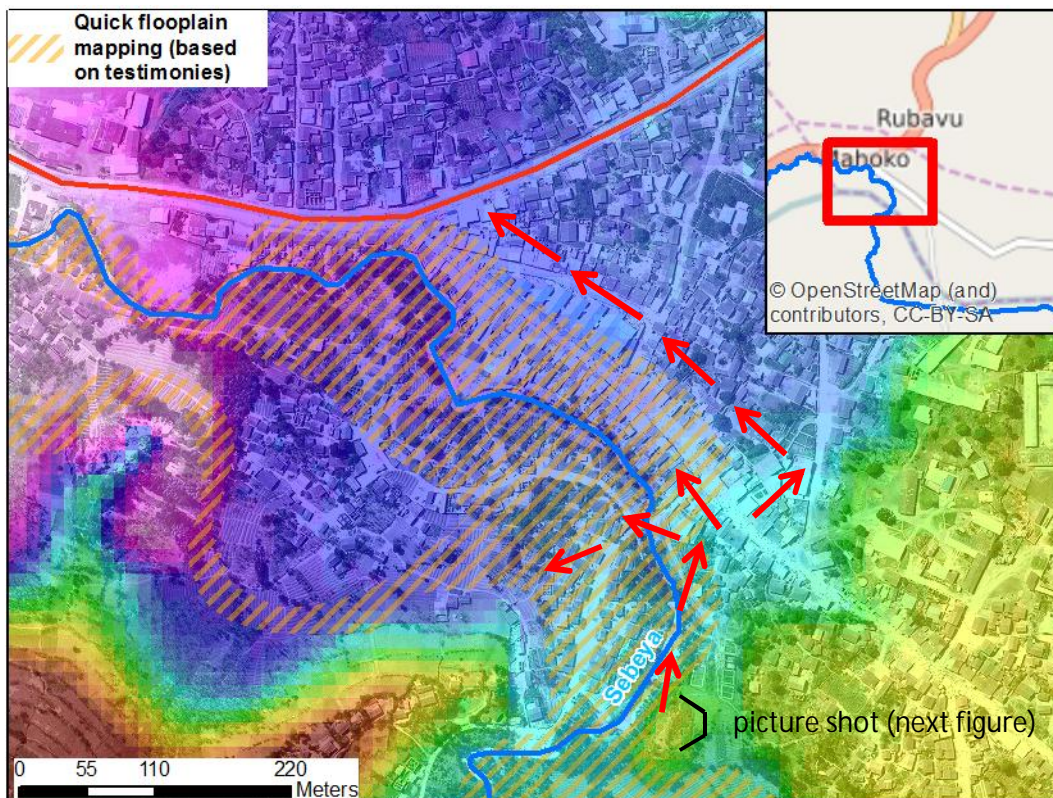 Quick flooplain
mapping (based
on testimonies)
Rubavu
Mahoko
© OpenStreetMap (and)
contributors, CC-BY-SA
Sebeya
picture shot (next figure)
0 55 110 220
Meters